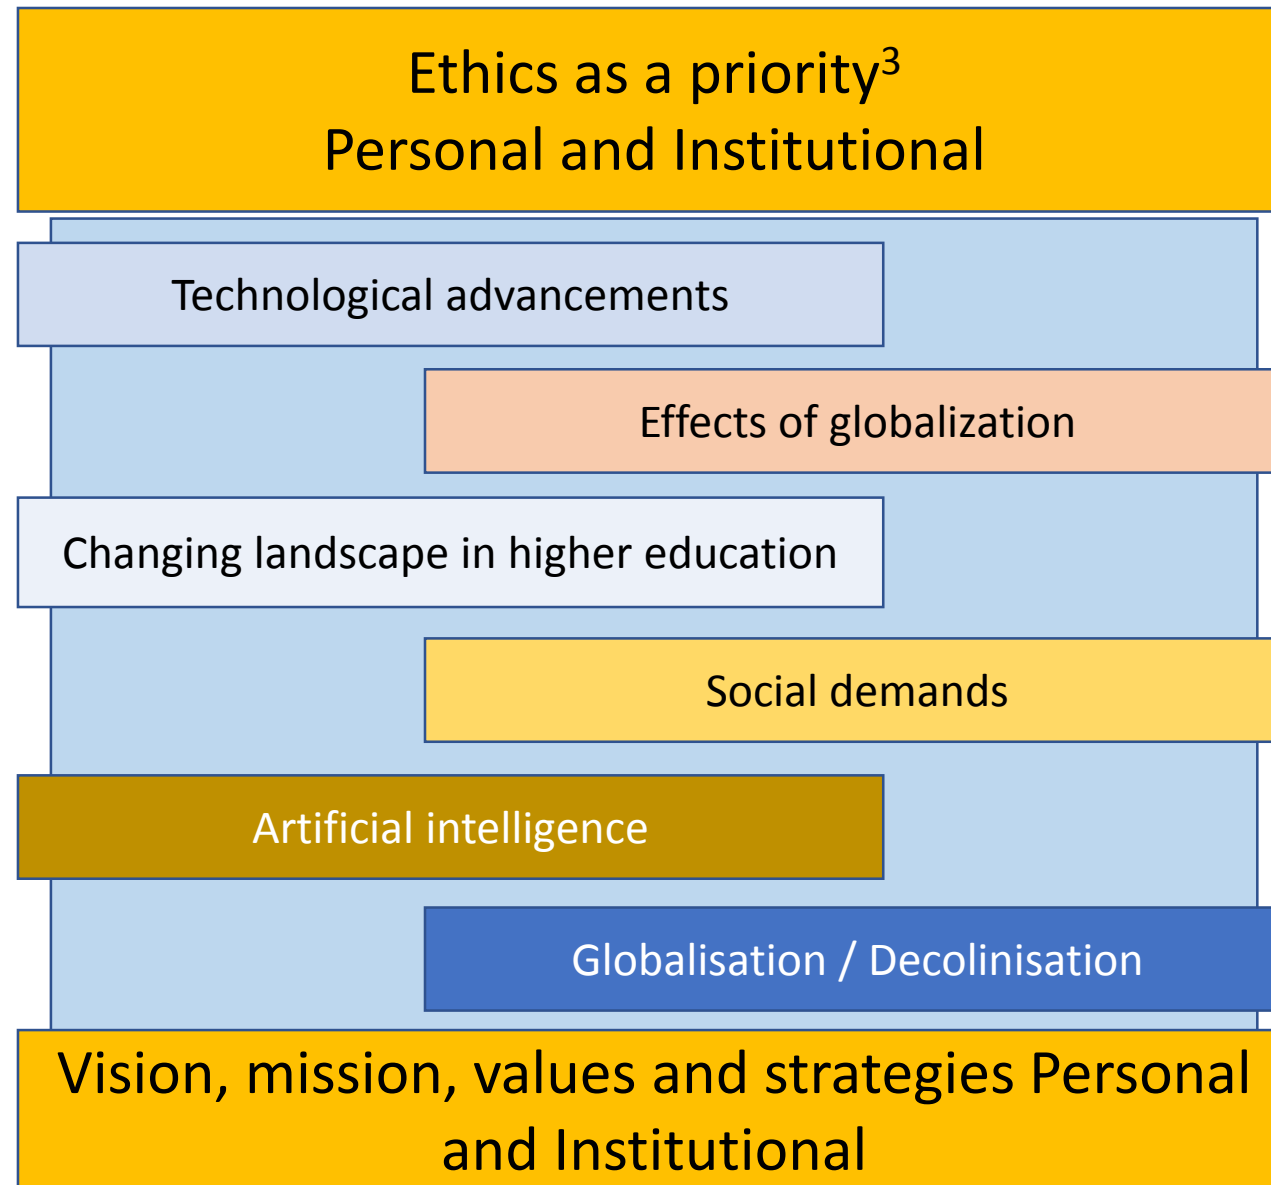 Ethics as a priority³
Personal and Institutional
Technological advancements
Effects of globalization
Changing landscape in higher education
Social demands
Artificial intelligence
Globalisation / Decolinisation
Vision, mission, values and strategies Personal
and Institutional